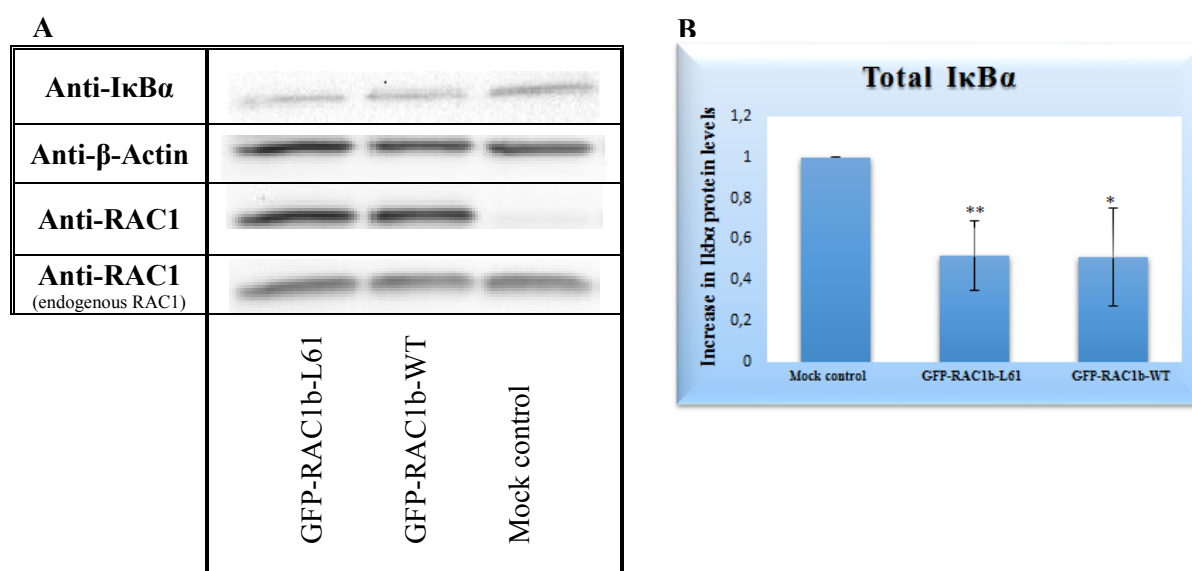 A
Anti-IκBα
Anti-β-Actin
Anti-RAC1
Anti-RAC1
(endogenous RAC1)
GFP-RAC1b-L61
GFP-RAC1b-WT
Mock control
B
Total IκBα
Increase in Ikbα protein levels
1,2
1
0,8
0,6
0,4
0,2
0
**
*
Mock control
GFP-RAC1b-L61
GFP-RAC1b-WT